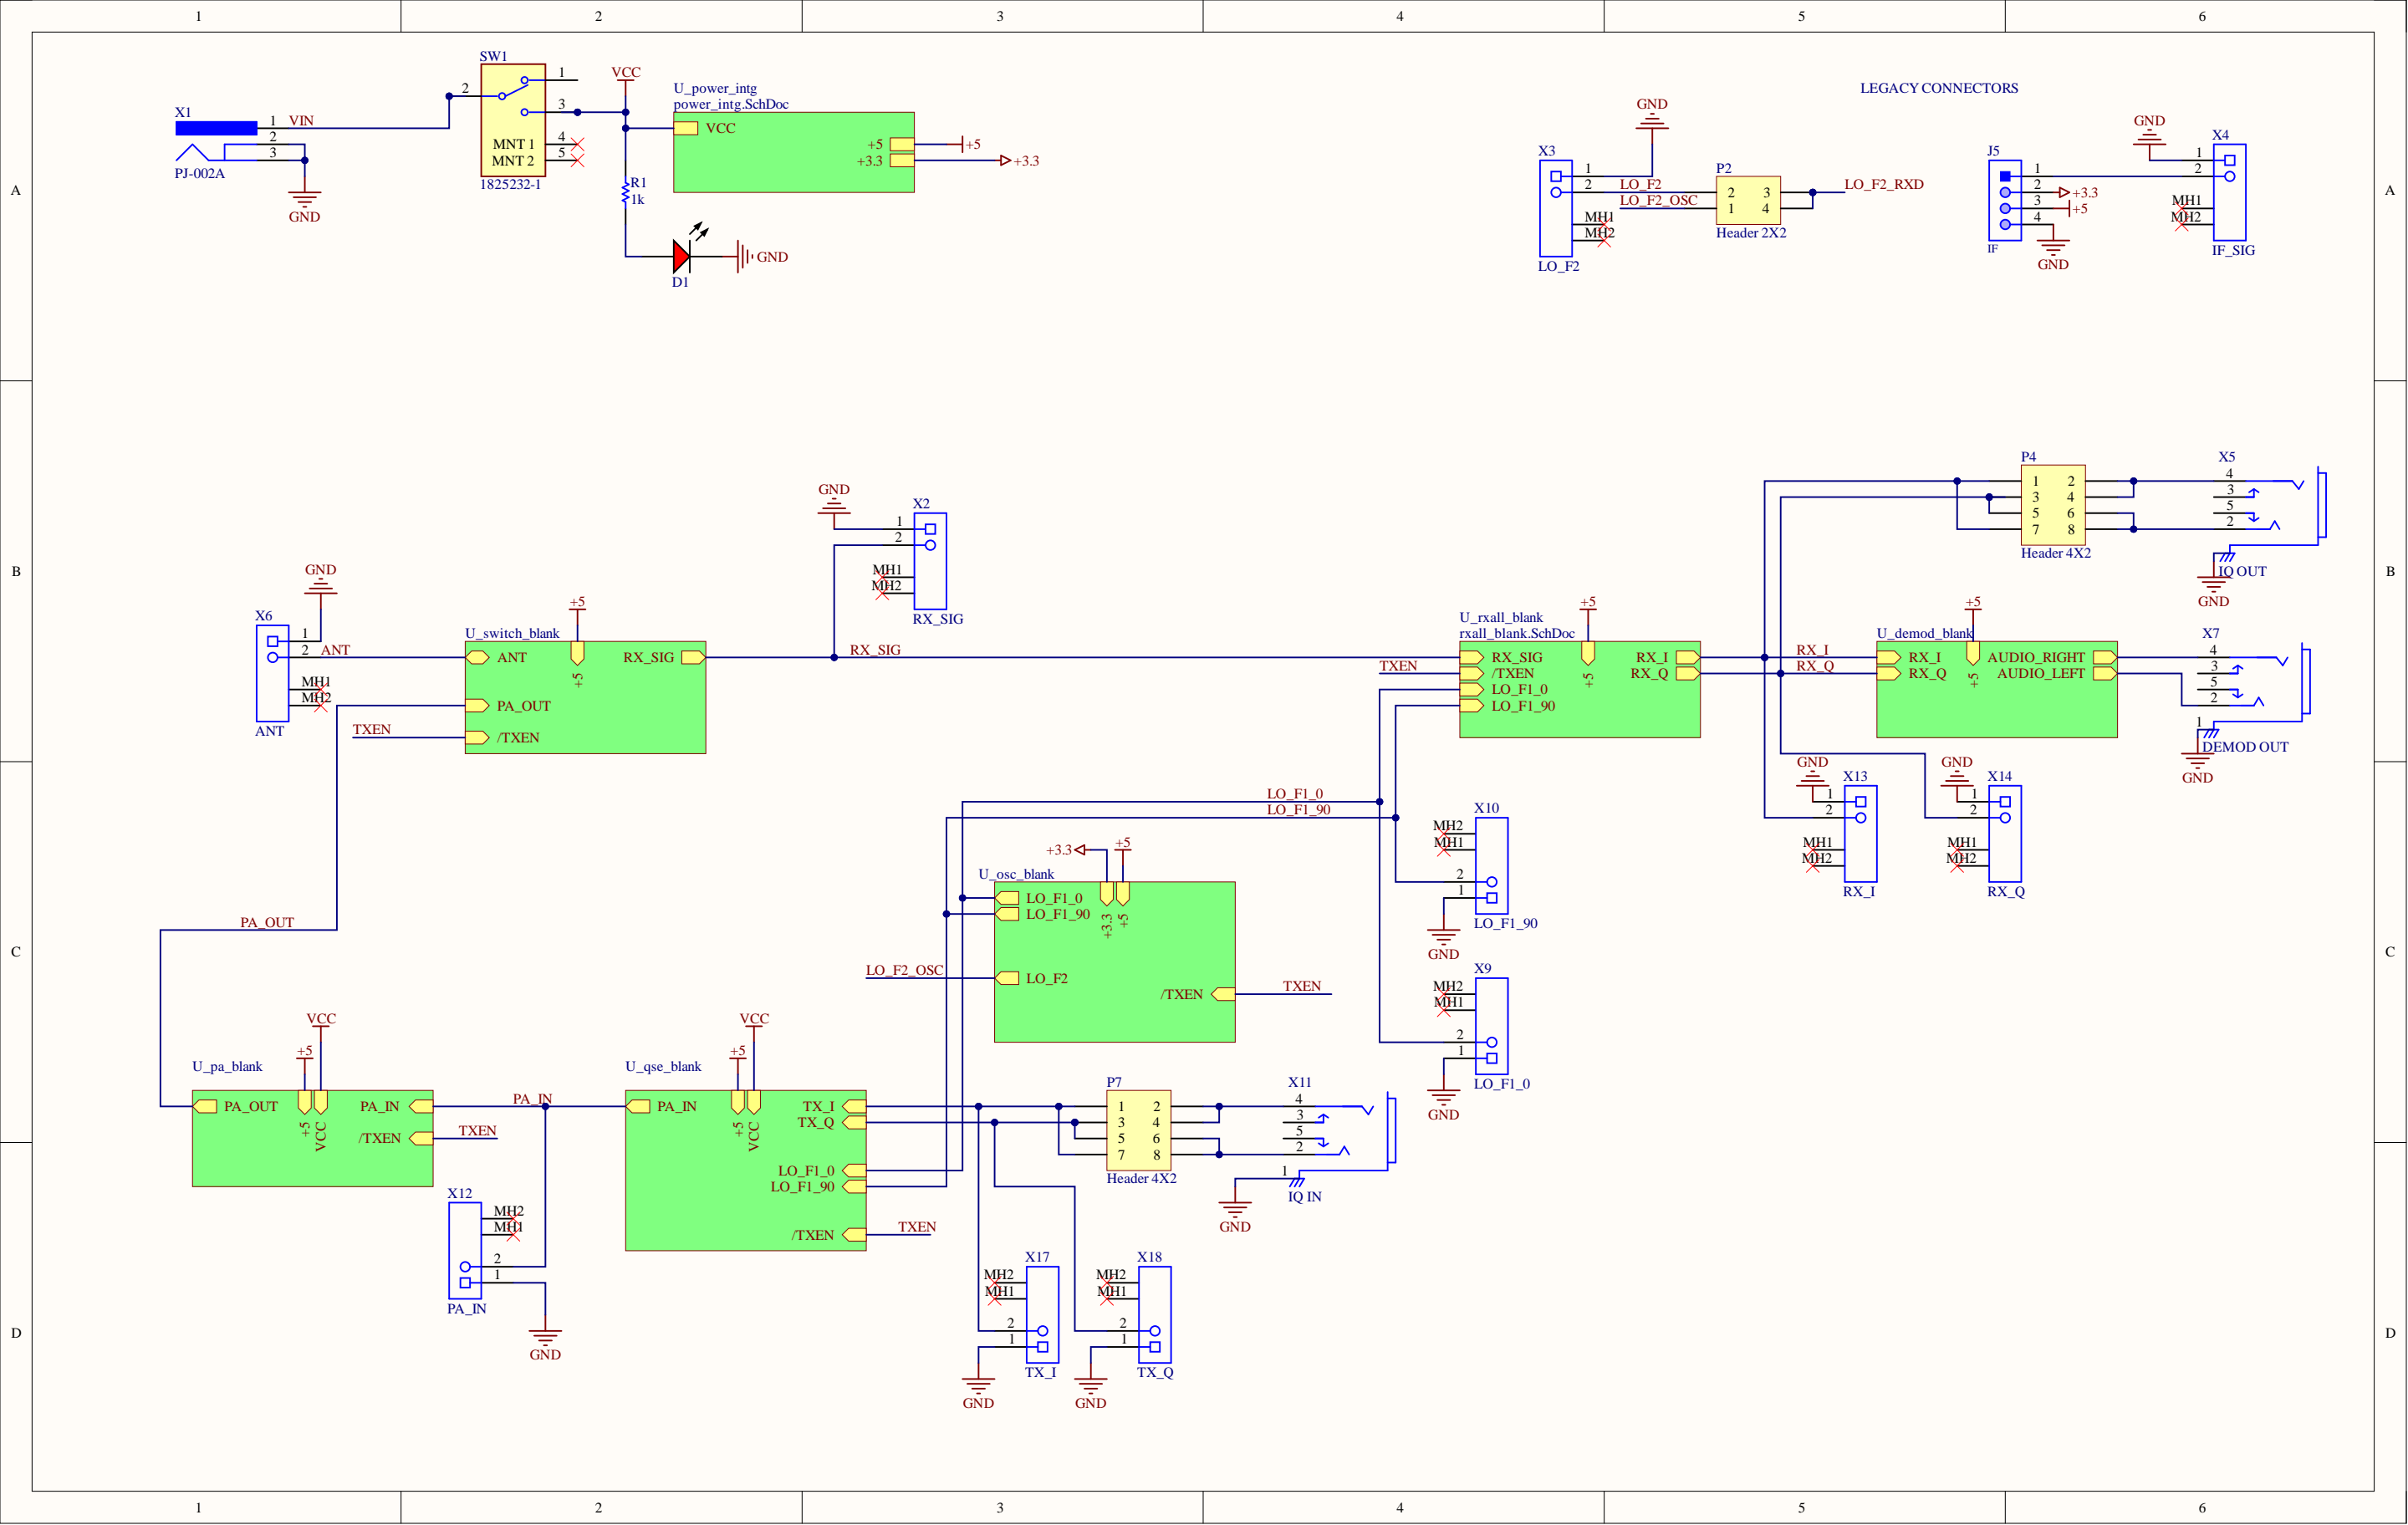 1 2 3 4 5 6
A A
B B
C C
D D
X1
1 VIN
2
3
PJ-002A
GND
SW1
2
1
3
MNT 1 4
MNT 2 5
1825232-1
VCC
R1
1k
D1
GND
U_power_intg
power_intg.SchDoc
VCC
+5 +5
+3.3 +3.3
LEGACY CONNECTORS
GND
X3
1
2
MH1
MH2
LO_F2
LO_F2
LO_F2_OSC
P2
2 3
1 4
Header 2X2
LO_F2_RXD
J5
1
2 +3.3
3 +5
4
IF
GND
GND
X4
1
2
MH1
MH2
IF_SIG
P4
1 2
3 4
5 6
7 8
Header 4X2
X5
4
3
5
2
IQ OUT
GND
GND
X2
1
2
MH1
MH2
RX_SIG
GND
X6
1
2 ANT
MH1
MH2
ANT
TXEN
U_switch_blank
+5
ANT
RX_SIG
+5
PA_OUT
/TXEN
RX_SIG
U_rxall_blank
rxall_blank.SchDoc
+5
TXEN
RX_SIG
/TXEN
LO_F1_0
LO_F1_90
+5
RX_I
RX_Q
RX_I
RX_Q
U_demod_blank
+5
RX_I
RX_Q
+5
AUDIO_RIGHT
AUDIO_LEFT
X7
4
3
5
2
1
DEMOD OUT
GND
GND
X13
1
2
MH1
MH2
RX_I
GND
X14
1
2
MH1
MH2
RX_Q
LO_F1_0
LO_F1_90
X10
MH2
MH1
2
1
LO_F1_90
GND
+3.3
+5
U_osc_blank
LO_F1_0
LO_F1_90
+3.3
+5
LO_F2_OSC
LO_F2
/TXEN
TXEN
X9
MH2
MH1
2
1
LO_F1_0
GND
PA_OUT
U_pa_blank
+5
VCC
PA_OUT
+5
VCC
PA_IN
/TXEN
PA_IN
TXEN
X12
MH2
MH1
2
1
PA_IN
GND
U_qse_blank
+5
VCC
PA_IN
+5
VCC
TX_I
TX_Q
LO_F1_0
LO_F1_90
/TXEN
TXEN
P7
1 2
3 4
5 6
7 8
Header 4X2
X11
4
3
5
2
1
IQ IN
GND
X17
MH2
MH1
2
1
TX_I
GND
X18
MH2
MH1
2
1
TX_Q
GND
1 2 3 4 5 6